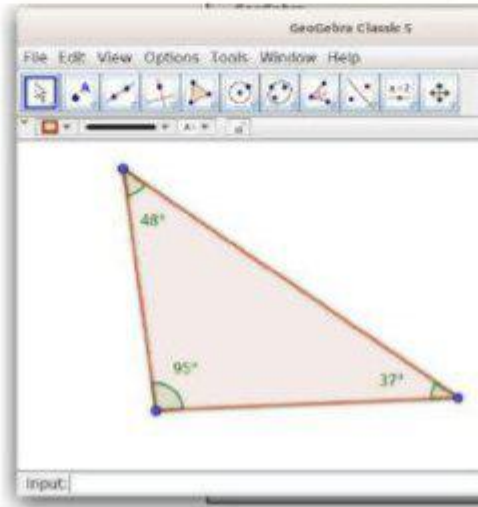 GeoGebra Classic 5
File Edit View Options Tools Window Help
A
48°
95°
37°
Input: